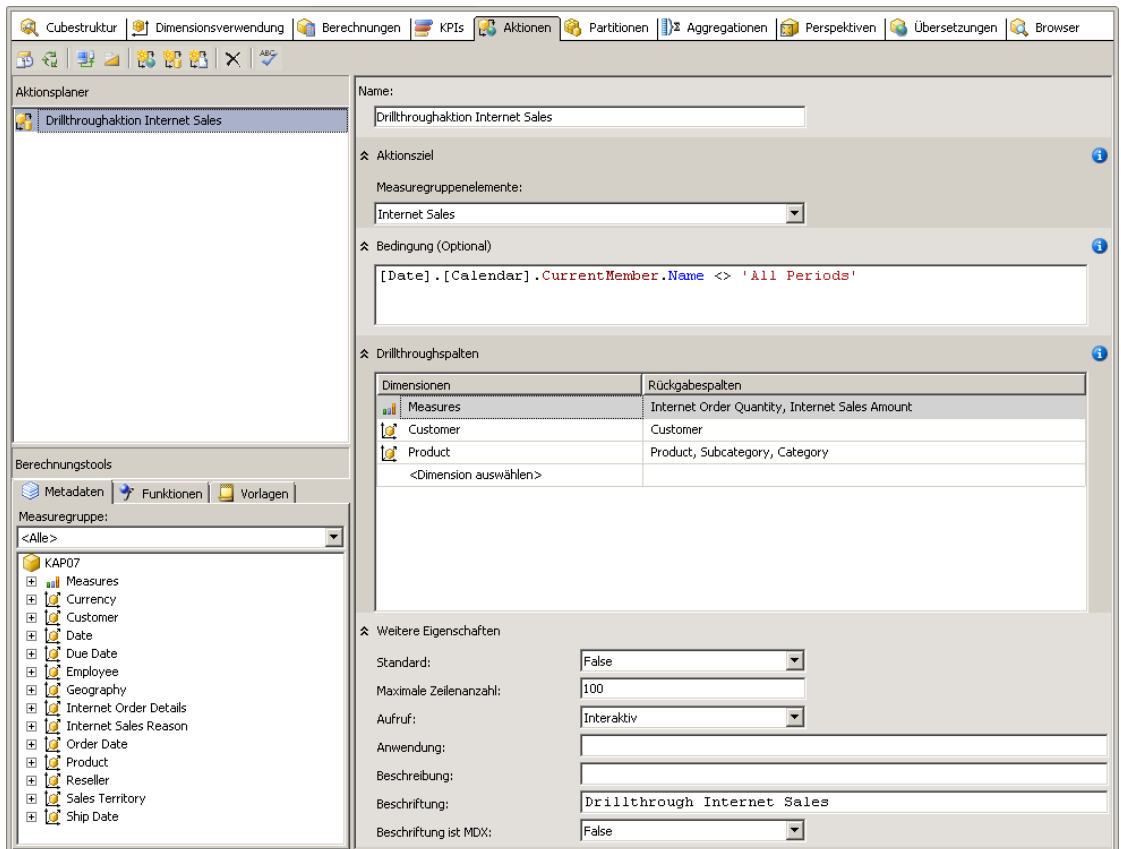 Cubestruktur Dimensionsverwendung Berechnungen KPIs Aktionen Partitionen Aggregationen Perspektiven Übersetzungen Browser
ABC
Aktionsplaner
Drillthroughaktion Internet Sales
Name:
Drillthroughaktion Internet Sales
Aktionsziel
Measuregruppenelemente:
Internet Sales
Bedingung (Optional)
[Date].[Calendar].CurrentMember.Name <> 'All Periods'
Drillthroughspalten
Dimensionen Rückgabespalten
Measures Internet Order Quantity, Internet Sales Amount
Customer Customer
Product Product, Subcategory, Category
<Dimension auswählen>
Berechnungstools
Metadaten Funktionen Vorlagen
Measuregruppe:
<Alle>
KAP07
Measures
Currency
Customer
Date
Due Date
Employee
Geography
Internet Order Details
Internet Sales Reason
Order Date
Product
Reseller
Sales Territory
Ship Date
Weitere Eigenschaften
Standard: False
Maximale Zeilenanzahl: 100
Aufruf: Interaktiv
Anwendung:
Beschreibung:
Beschriftung: Drillthrough Internet Sales
Beschriftung ist MDX: False